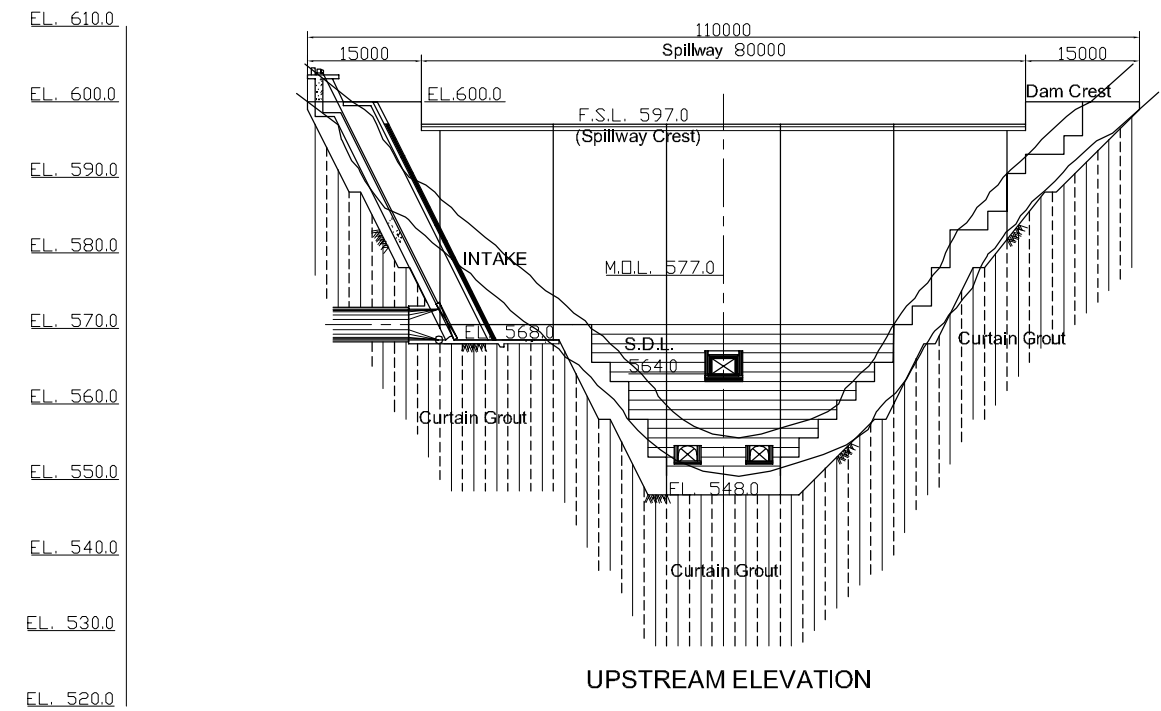 EL. 610.0
110000
15000
Spillway 80000
15000
EL. 600.0
EL.600.0
Dam Crest
F.S.L. 597.0
(Spillway Crest)
EL. 590.0
EL. 580.0
INTAKE
M.O.L. 577.0
EL. 570.0
EL. 568.0
S.D.L.
564.0
Curtain Grout
EL. 560.0
Curtain Grout
EL. 550.0
EL. 548.0
EL. 540.0
Curtain Grout
EL. 530.0
UPSTREAM ELEVATION
EL. 520.0